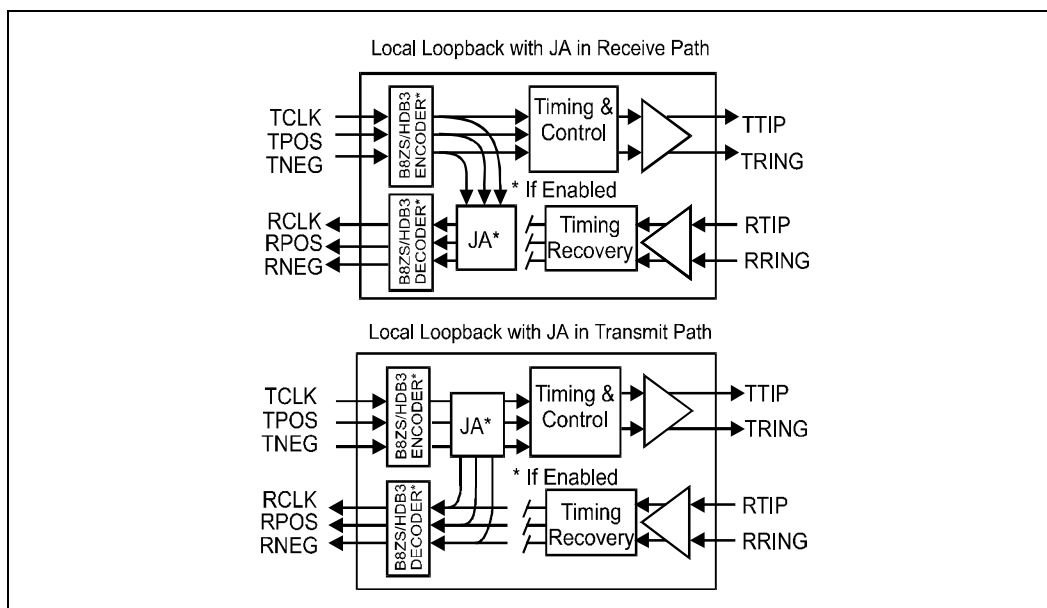 Local Loopback with JA in Receive Path
TCLK
TPOS
TNEG
B8ZS/HDB3
ENCODER*
Timing &
Control
TTIP
TRING
* If Enabled
RCLK
RPOS
RNEG
B8ZS/HDB3
DECODER*
JA*
Timing
Recovery
RTIP
RRING
Local Loopback with JA in Transmit Path
TCLK
TPOS
TNEG
B8ZS/HDB3
ENCODER*
JA*
Timing &
Control
TTIP
TRING
* If Enabled
RCLK
RPOS
RNEG
B8ZS/HDB3
DECODER*
Timing
Recovery
RTIP
RRING